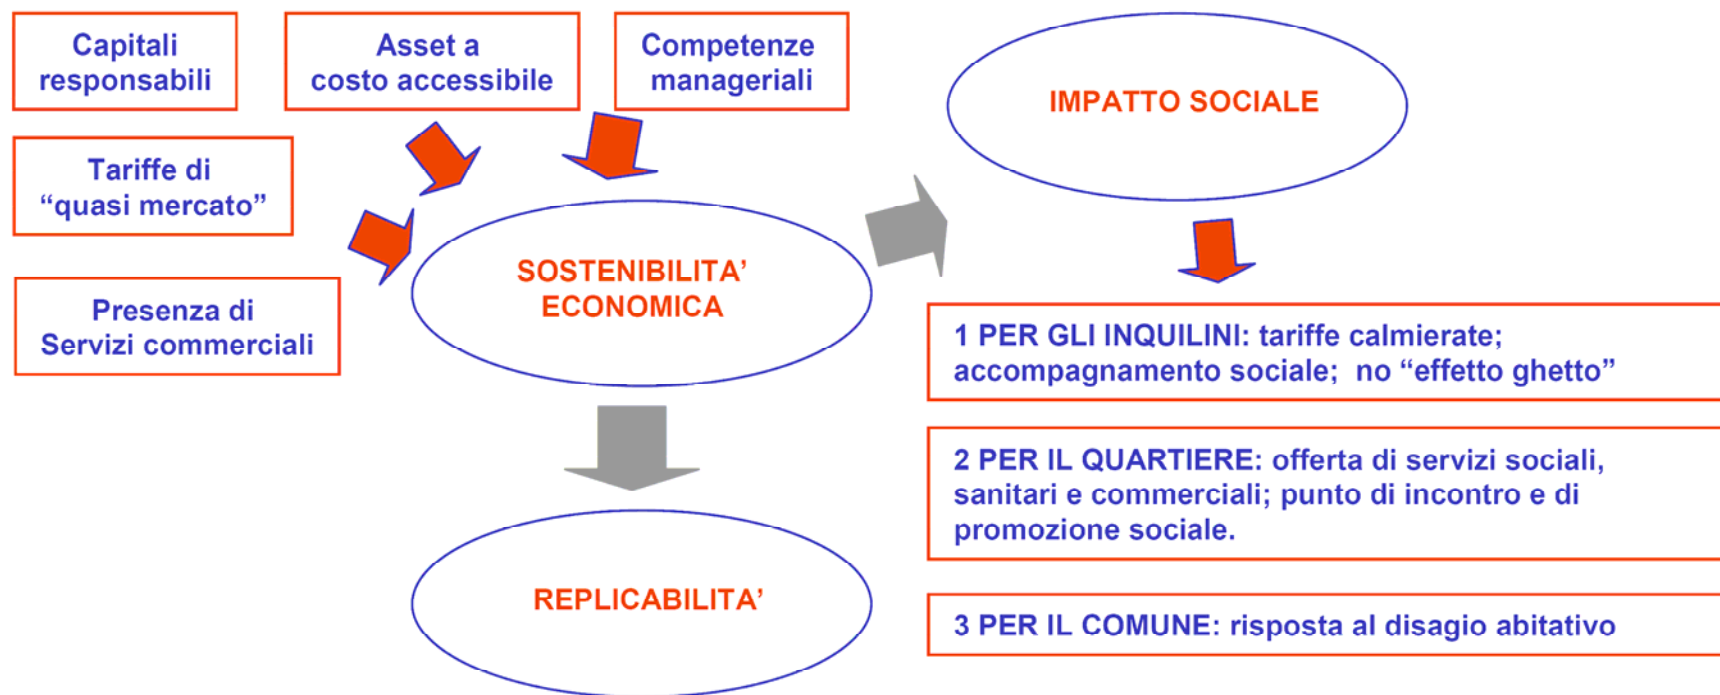 Capitali
responsabili
Asset a
costo accessibile
Competenze
manageriali
IMPATTO SOCIALE
Tariffe di
“quasi mercato”
SOSTENIBILITA’
ECONOMICA
Presenza di
Servizi commerciali
1 PER GLI INQUILINI: tariffe calmierate;
accompagnamento sociale; no “effetto ghetto”
2 PER IL QUARTIERE: offerta di servizi sociali,
sanitari e commerciali; punto di incontro e di
promozione sociale.
REPLICABILITA’
3 PER IL COMUNE: risposta al disagio abitativo